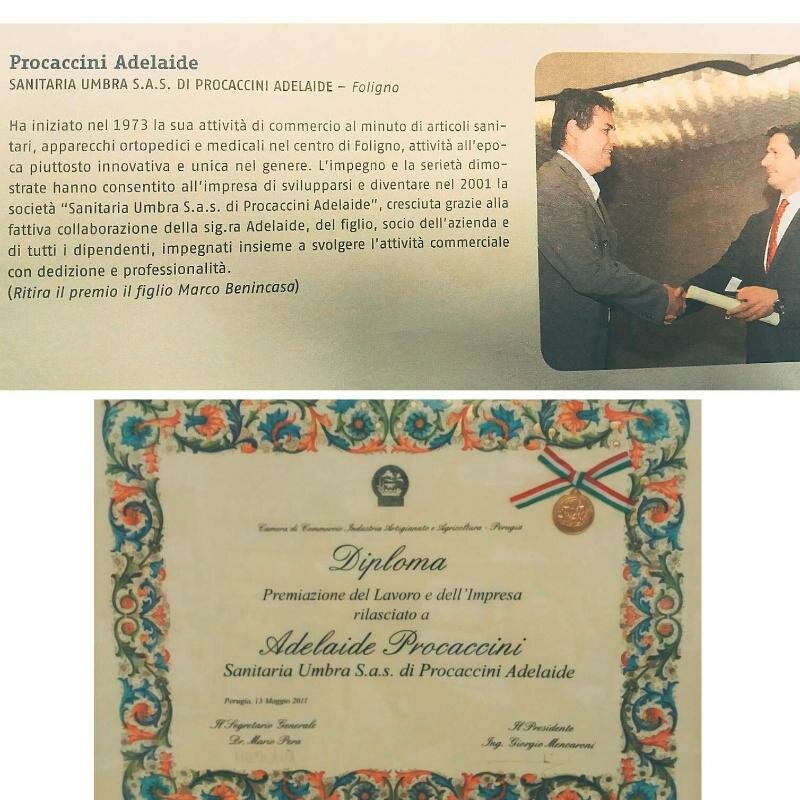 Procaccini Adelaide
SANITARIA UMBRA S.A.S. DI PROCACCINI ADELAIDE – Foligno
Ha iniziato nel 1973 la sua attività di commercio al minuto di articoli sani-
tari, apparecchi ortopedici e medicali nel centro di Foligno, attività all'epo-
ca piuttosto innovativa e unica nel genere. L'impegno e la serietà dimo-
strate hanno consentito all'impresa di svilupparsi e diventare nel 2001 la
società "Sanitaria Umbra S.a.s. di Procaccini Adelaide", cresciuta grazie alla
fattiva collaborazione della sig.ra Adelaide, del figlio, socio dell'azienda e
di tutti i dipendenti, impegnati insieme a svolgere l'attività commerciale
con dedizione e professionalità.
(Ritira il premio il figlio Marco Benincasa)
Camera di Commercio Industria Artigianato e Agricoltura - Perugia
Diploma
Premiazione del Lavoro e dell'Impresa
rilasciato a
Adelaide Procaccini
Sanitaria Umbra S.a.s. di Procaccini Adelaide
Perugia, 13 Maggio 2011
Il Segretario Generale
Dr. Mario Pera
Il Presidente
Ing. Giorgio Mencaroni